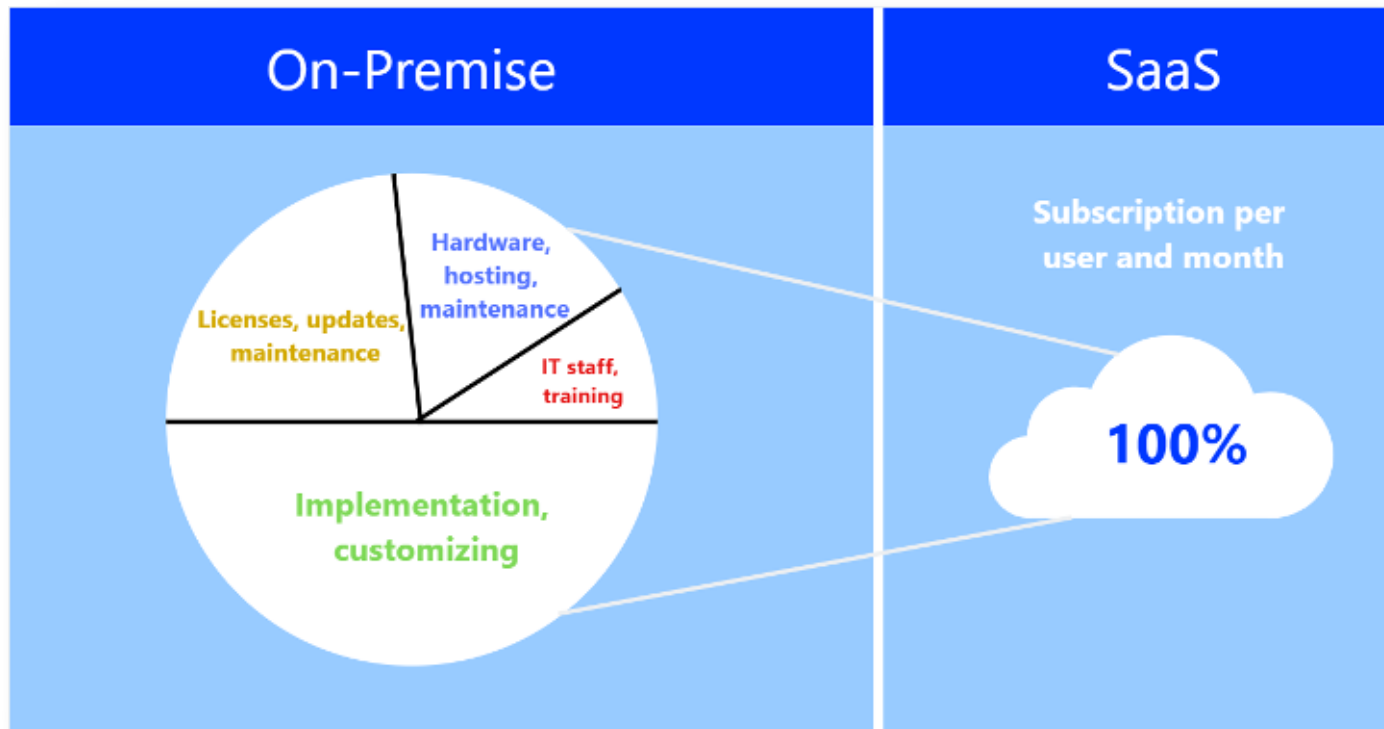 On-Premise
SaaS
Hardware,
hosting,
maintenance
Licenses, updates,
maintenance
IT staff,
training
Implementation,
customizing
Subscription per
user and month
100%